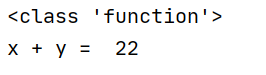 <class 'function'>
x + y =  22